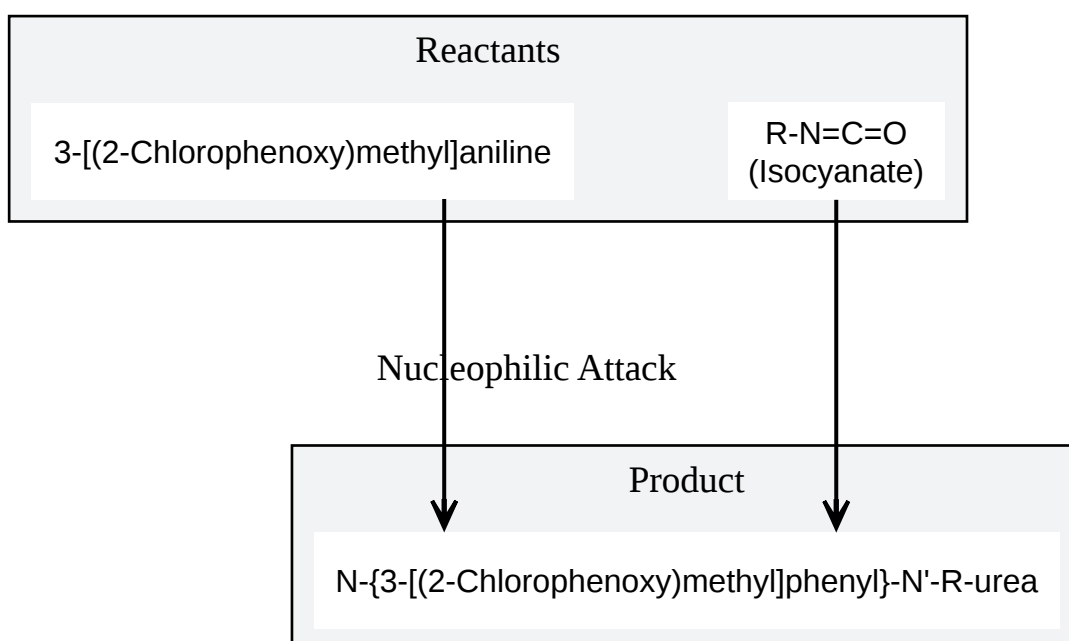 Reactants
3-[(2-Chlorophenoxy)methyl]aniline
R-N=C=O
(Isocyanate)
Nucleophilic Attack
Product
N-{3-[(2-Chlorophenoxy)methyl]phenyl}-N'-R-urea